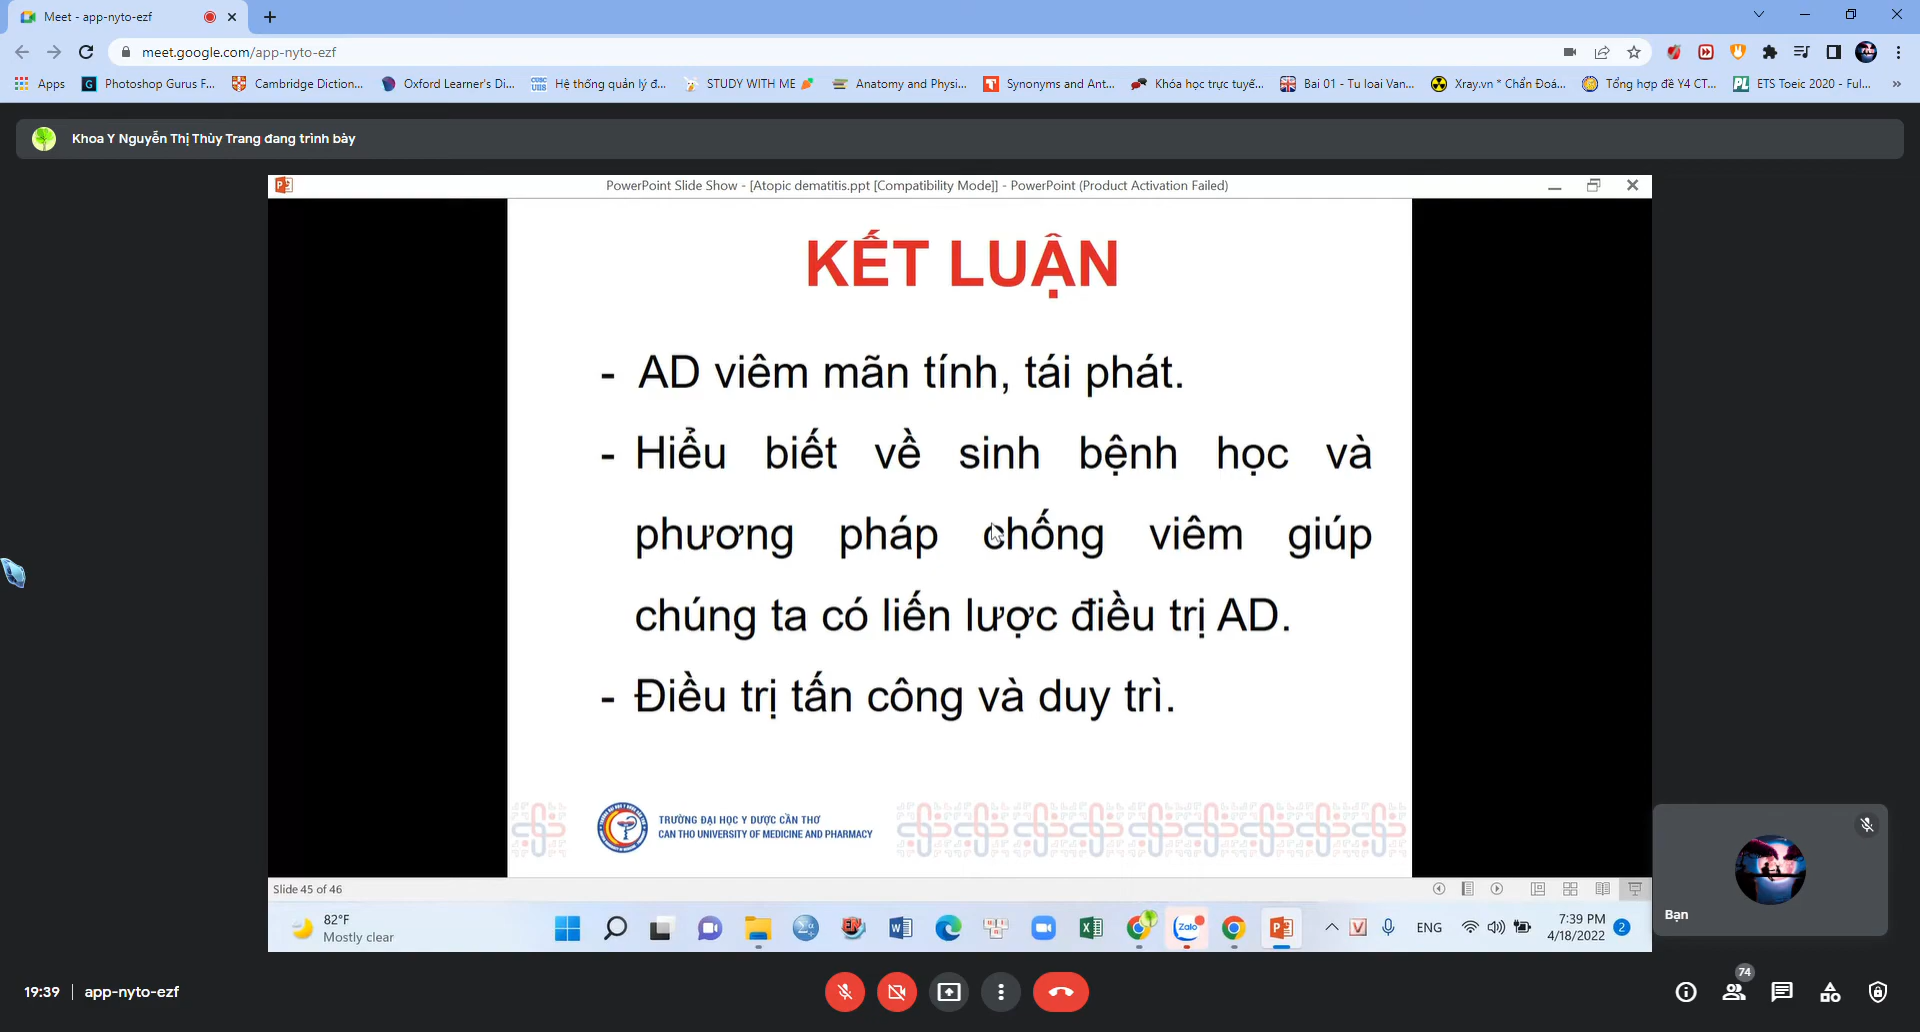 Meet - app-nyto-ezf
meet.google.com/app-nyto-ezf
Apps
Photoshop Gurus F...
Cambridge Diction...
Oxford Learner's Di...
Hệ thống quản lý đ...
STUDY WITH ME
Anatomy and Physi...
Synonyms and Ant...
Khóa học trực tuyế...
Bai 01 - Tu loai Van...
Xray.vn * Chẩn Đoá...
Tổng hợp đề Y4 CT...
ETS Toeic 2020 - Ful...
Khoa Y Nguyễn Thị Thùy Trang đang trình bày
PowerPoint Slide Show - [Atopic dematitis.ppt [Compatibility Mode]] - PowerPoint (Product Activation Failed)
KẾT LUẬN
- AD viêm mãn tính, tái phát.
- Hiểu biết về sinh bệnh học và
phương pháp chống viêm giúp
chúng ta có liến lược điều trị AD.
- Điều trị tấn công và duy trì.
TRƯỜNG ĐẠI HỌC Y DƯỢC CẦN THƠ
CAN THO UNIVERSITY OF MEDICINE AND PHARMACY
Slide 45 of 46
82°F
Mostly clear
Zalo
ENG
7:39 PM
4/18/2022
2
Bạn
19:39 | app-nyto-ezf
74